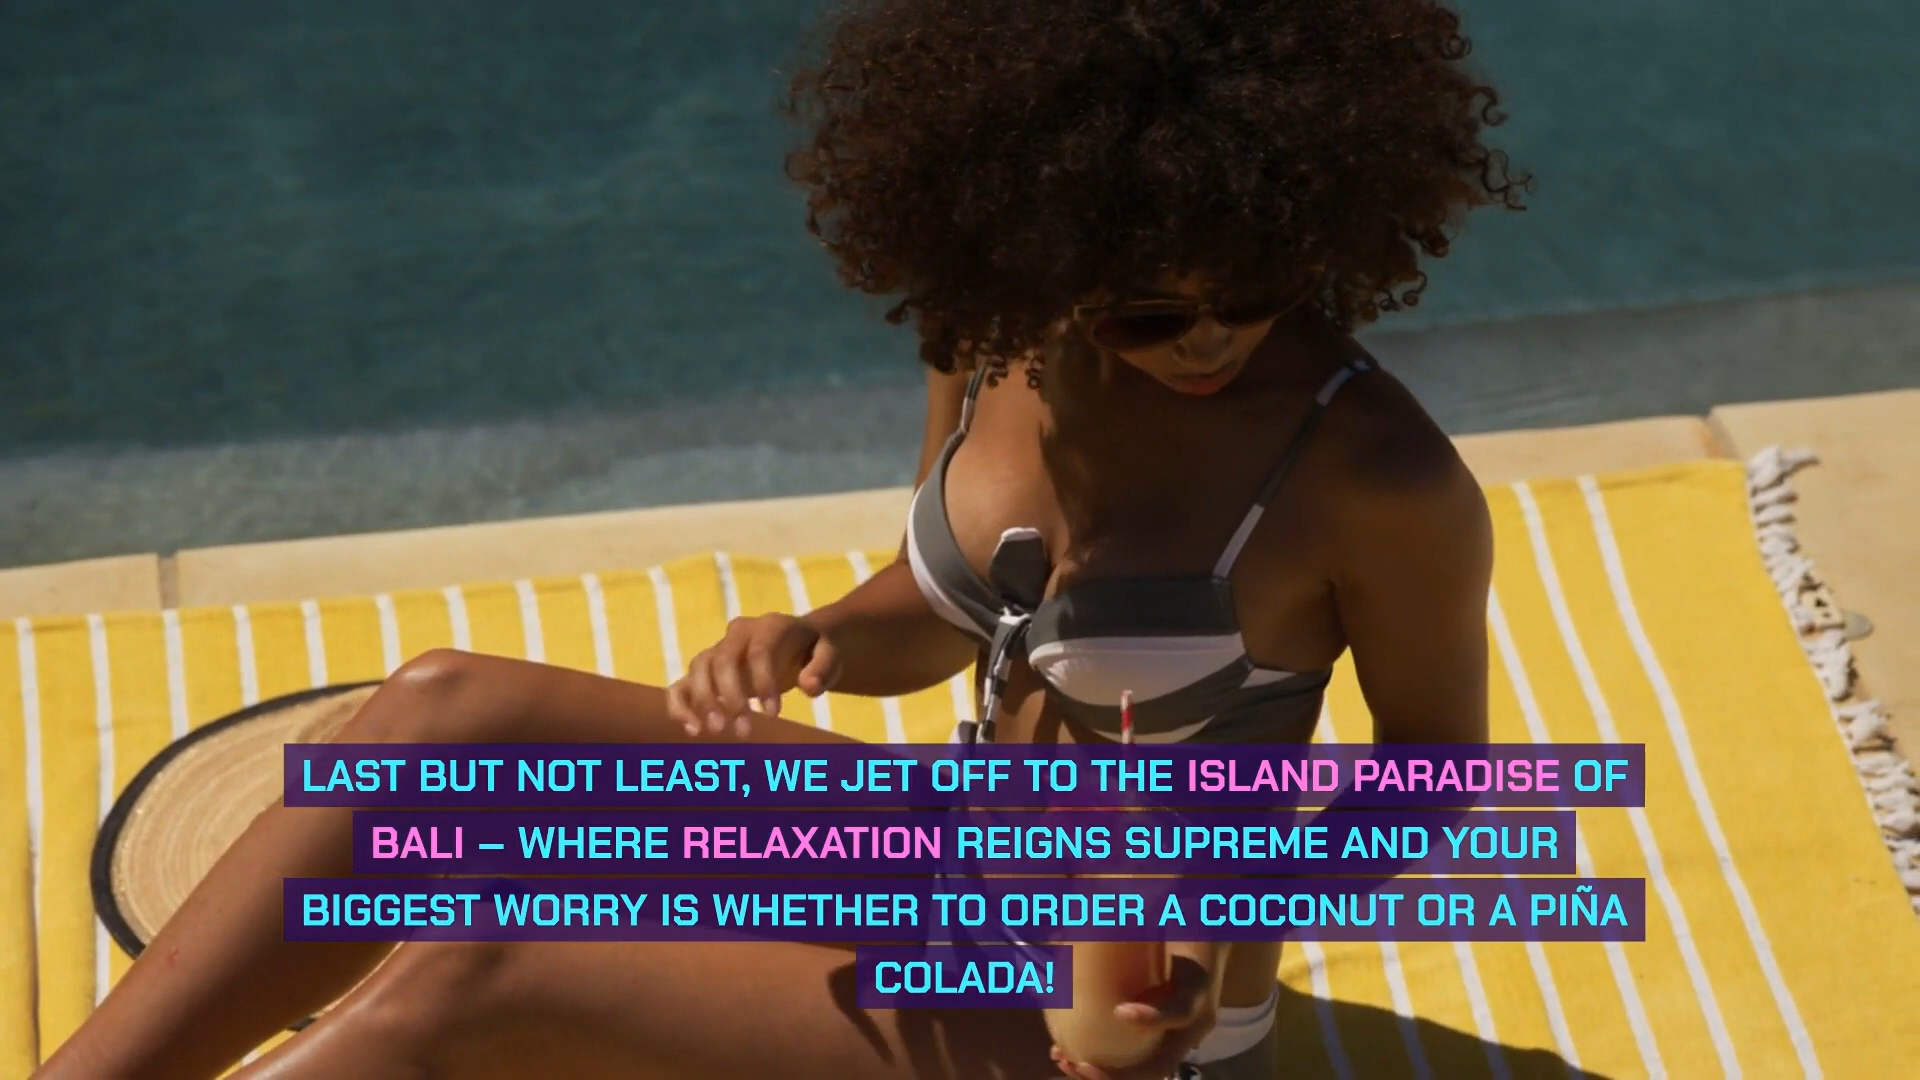 LAST BUT NOT LEAST, WE JET OFF TO THE ISLAND PARADISE OF
BALI – WHERE RELAXATION REIGNS SUPREME AND YOUR
BIGGEST WORRY IS WHETHER TO ORDER A COCONUT OR A PIÑA
COLADA!